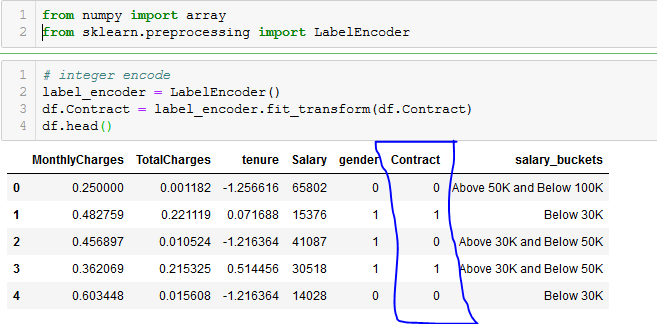 1 from numpy import array
2 from sklearn.preprocessing import LabelEncoder
1 # integer encode
2 label_encoder = LabelEncoder()
3 df.Contract = label_encoder.fit_transform(df.Contract)
4 df.head()
MonthlyCharges TotalCharges tenure Salary gender Contract salary_buckets
0 0.250000 0.001182 -1.256616 65802 0 0 Above 50K and Below 100K
1 0.482759 0.221119 0.071688 15376 1 1 Below 30K
2 0.456897 0.010524 -1.216364 41087 1 0 Above 30K and Below 50K
3 0.362069 0.215325 0.514456 30518 1 1 Above 30K and Below 50K
4 0.603448 0.015608 -1.216364 14028 0 0 Below 30K